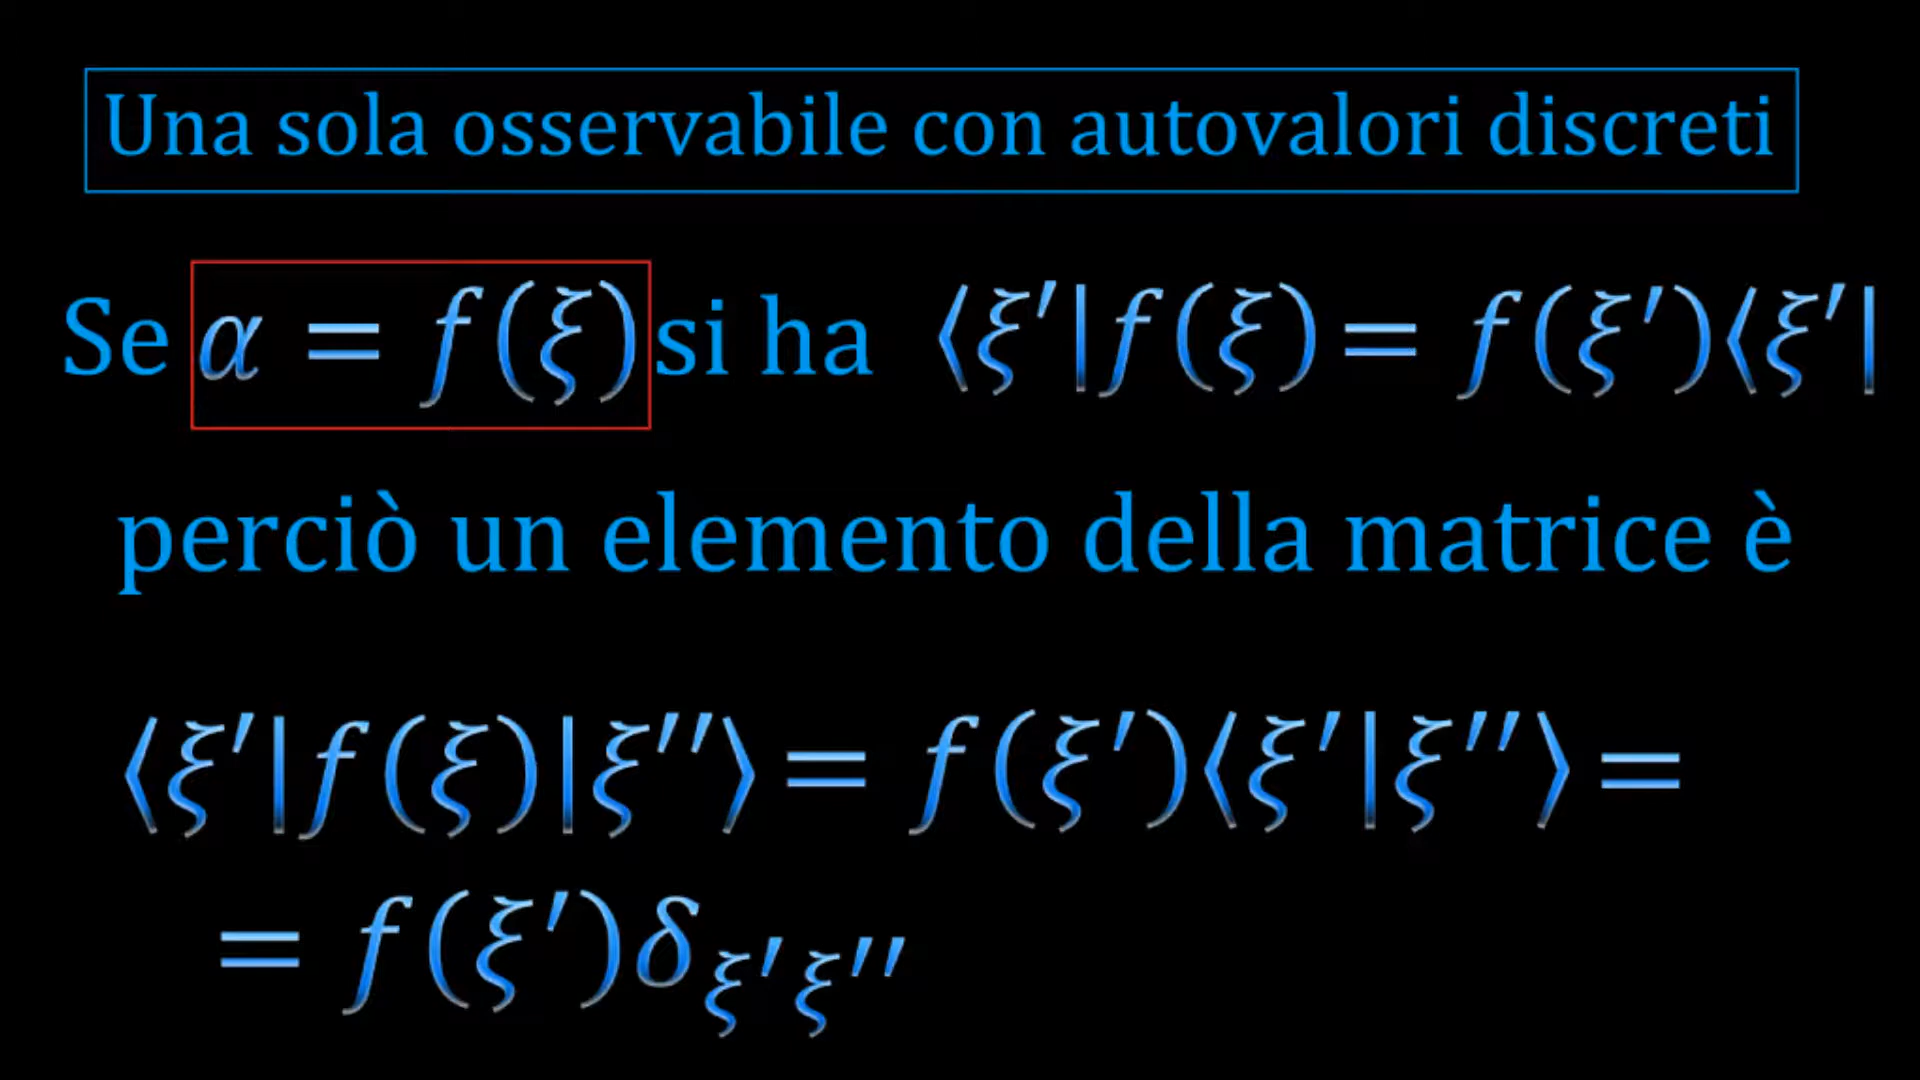 Una sola osservabile con autovalori discreti
Se α = f(ξ) si ha ⟨ξ′|f(ξ) = f(ξ′)⟨ξ′|
perciò un elemento della matrice è
⟨ξ′|f(ξ)|ξ′′⟩ = f(ξ′)⟨ξ′|ξ′′⟩ =
= f(ξ′)δ_{ξ′ξ′′}